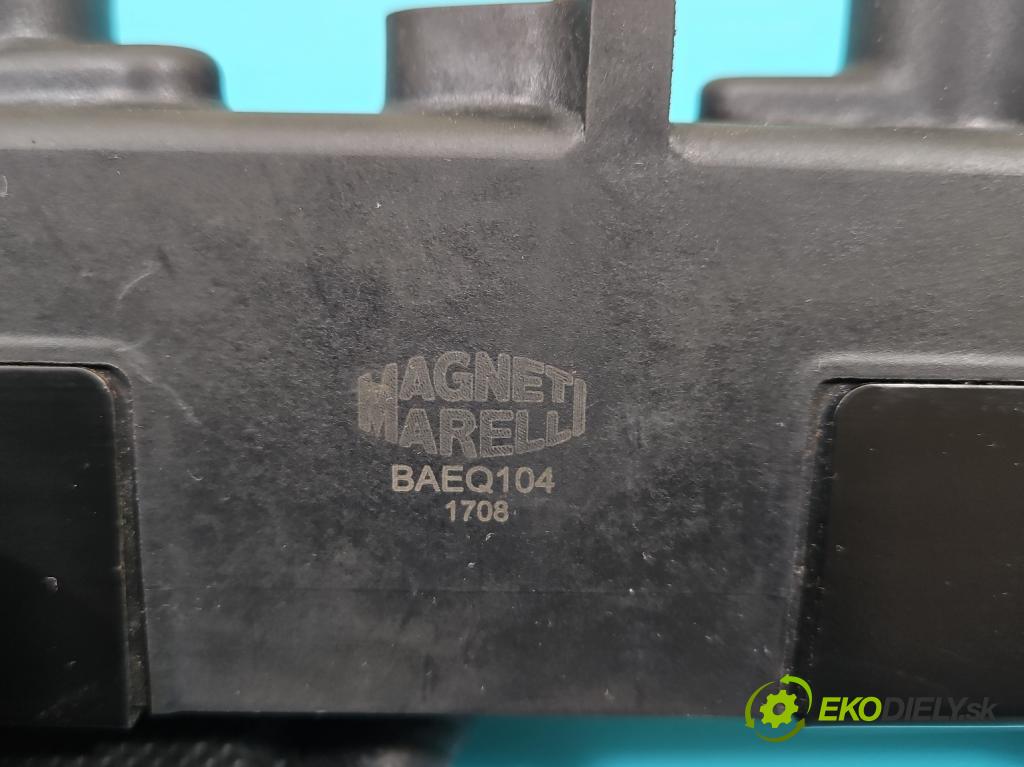 MAGNETI
MARELLI
BAEQ104
1708
EKODIELY.sk